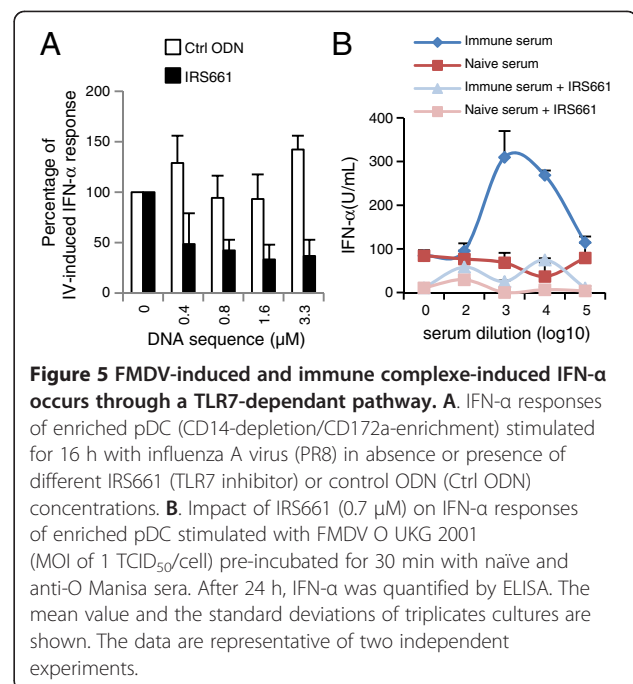 A
Ctrl ODN
IRS661
Percentage of
IV-induced IFN-α response
200
150
100
50
0
0
0.4
0.8
1.6
3.3
DNA sequence (µM)
B
Immune serum
Naive serum
Immune serum + IRS661
Naive serum + IRS661
IFN-α(U/mL)
400
300
200
100
0
0
2
3
4
5
serum dilution (log10)
Figure 5 FMDV-induced and immune complexe-induced IFN-α
occurs through a TLR7-dependant pathway. A. IFN-α responses
of enriched pDC (CD14-depletion/CD172a-enrichment) stimulated
for 16 h with influenza A virus (PR8) in absence or presence of
different IRS661 (TLR7 inhibitor) or control ODN (Ctrl ODN)
concentrations. B. Impact of IRS661 (0.7 µM) on IFN-α responses
of enriched pDC stimulated with FMDV O UKG 2001
(MOI of 1 TCID₅₀/cell) pre-incubated for 30 min with naïve and
anti-O Manisa sera. After 24 h, IFN-α was quantified by ELISA. The
mean value and the standard deviations of triplicates cultures are
shown. The data are representative of two independent
experiments.